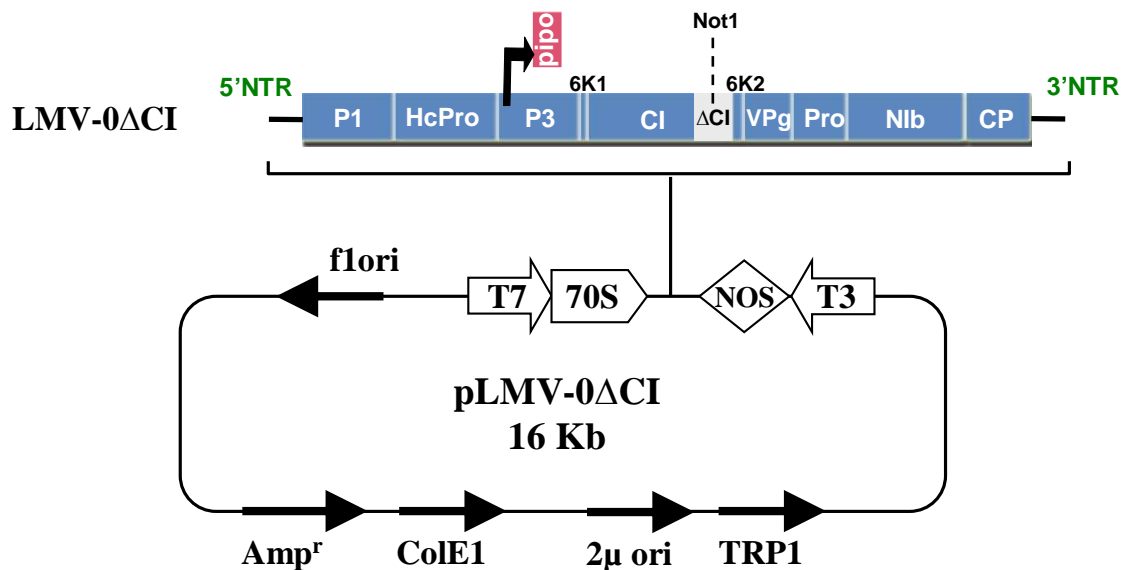 Not1
pipo
5’NTR
6K1
6K2
3’NTR
LMV-0ΔCI
P1 HcPro P3 CI ΔCI VPg Pro NIb CP
f1ori
T7 70S NOS T3
pLMV-0ΔCI
16 Kb
Ampʳ ColE1 2µ ori TRP1